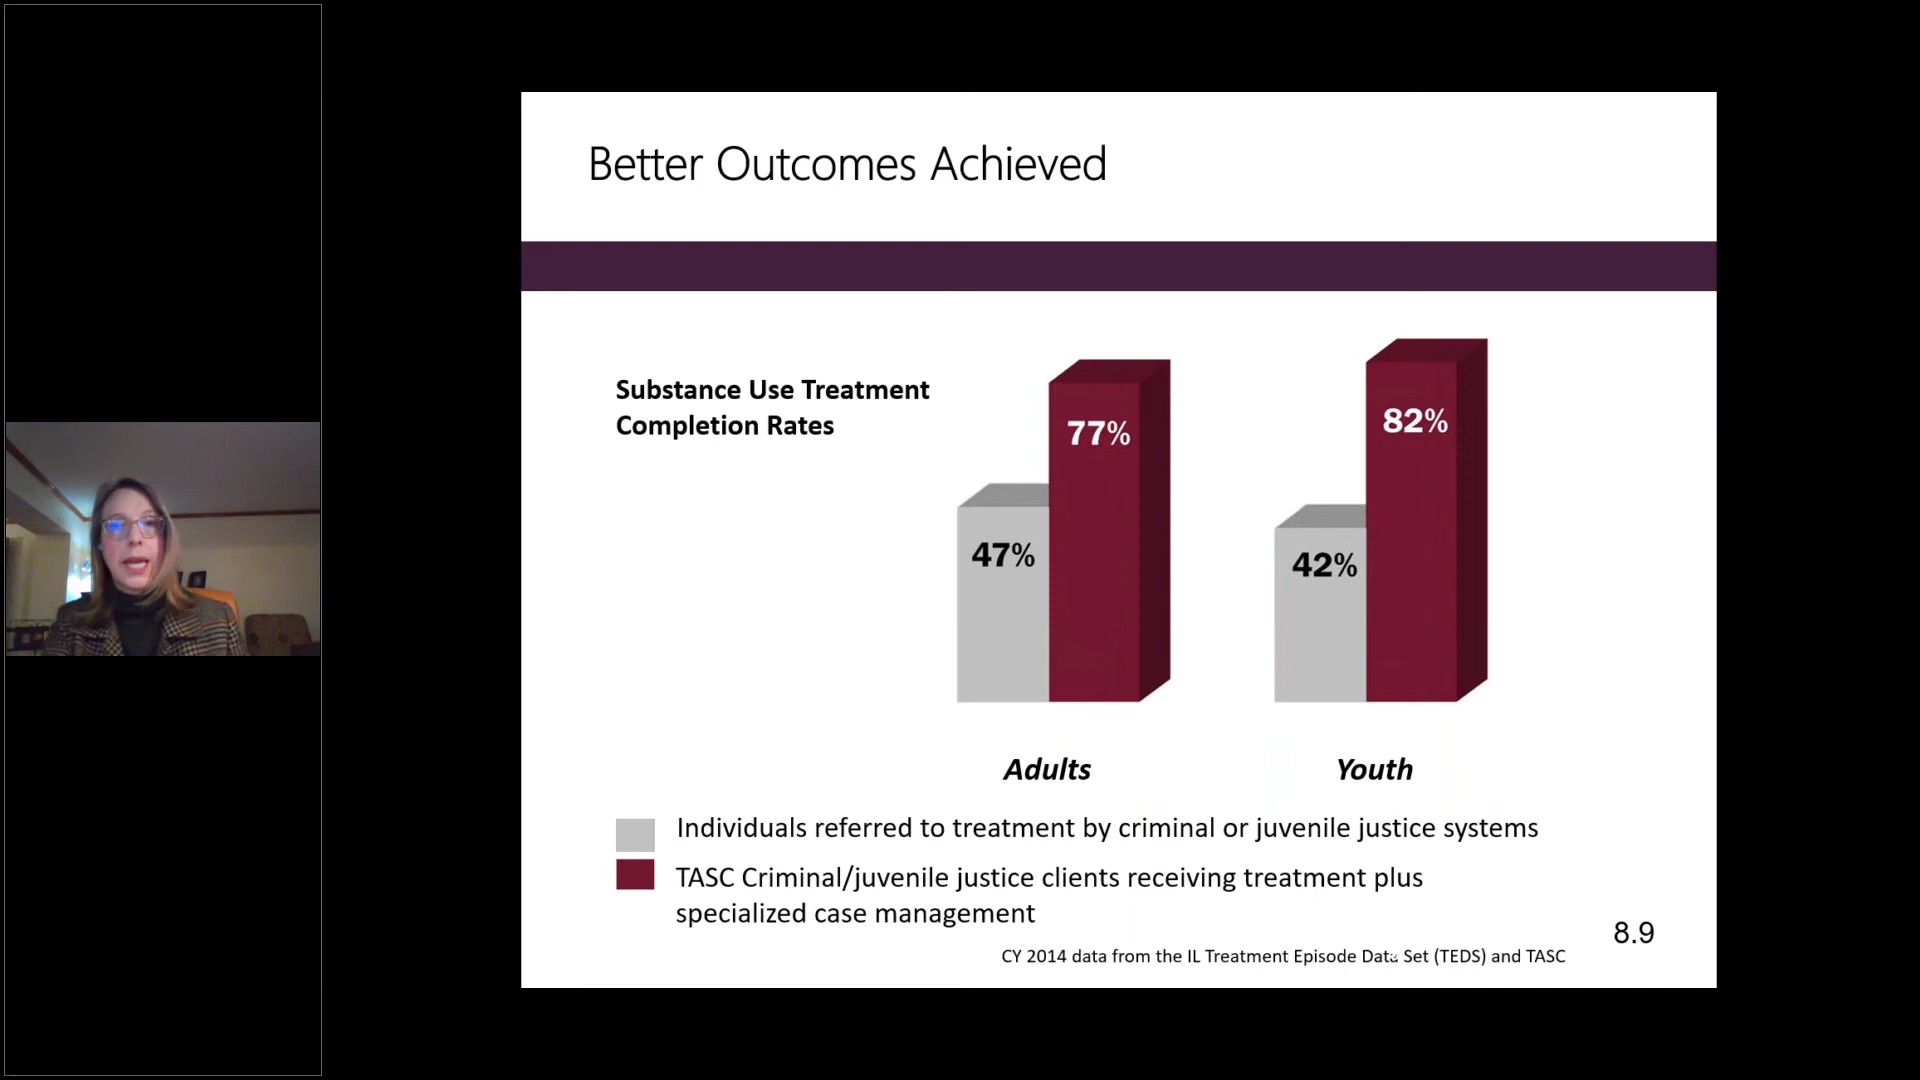 Better Outcomes Achieved
Substance Use Treatment
Completion Rates
77%
82%
47%
42%
Adults
Youth
Individuals referred to treatment by criminal or juvenile justice systems
TASC Criminal/juvenile justice clients receiving treatment plus
specialized case management
8.9
CY 2014 data from the IL Treatment Episode Data Set (TEDS) and TASC